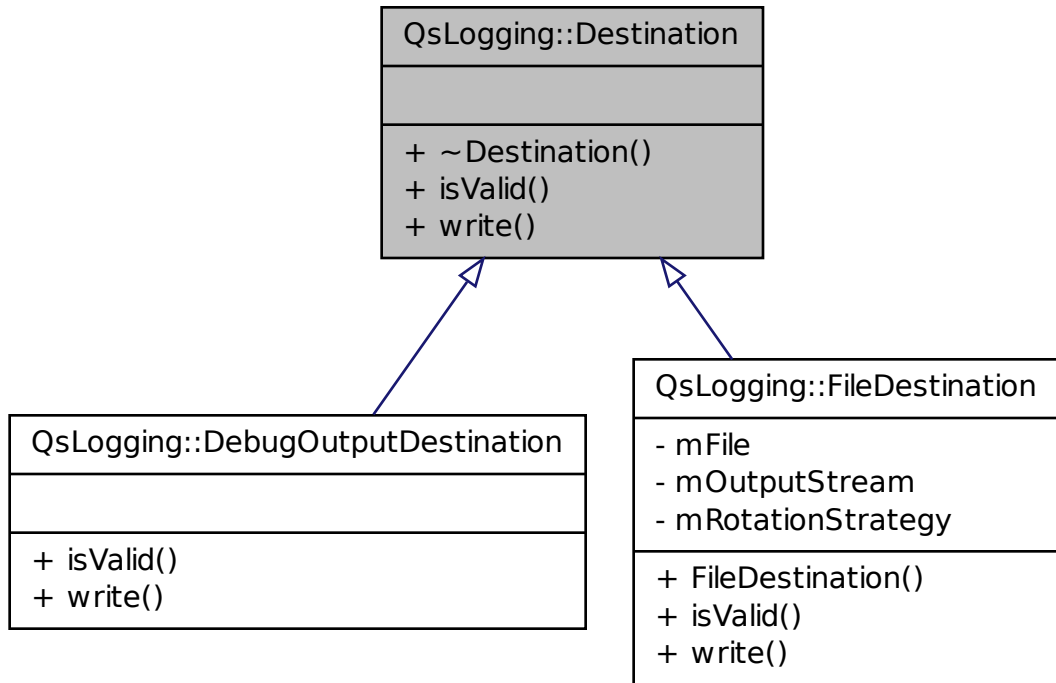 QsLogging::Destination
+ ~Destination()
+ isValid()
+ write()
QsLogging::DebugOutputDestination
+ isValid()
+ write()
QsLogging::FileDestination
- mFile
- mOutputStream
- mRotationStrategy
+ FileDestination()
+ isValid()
+ write()